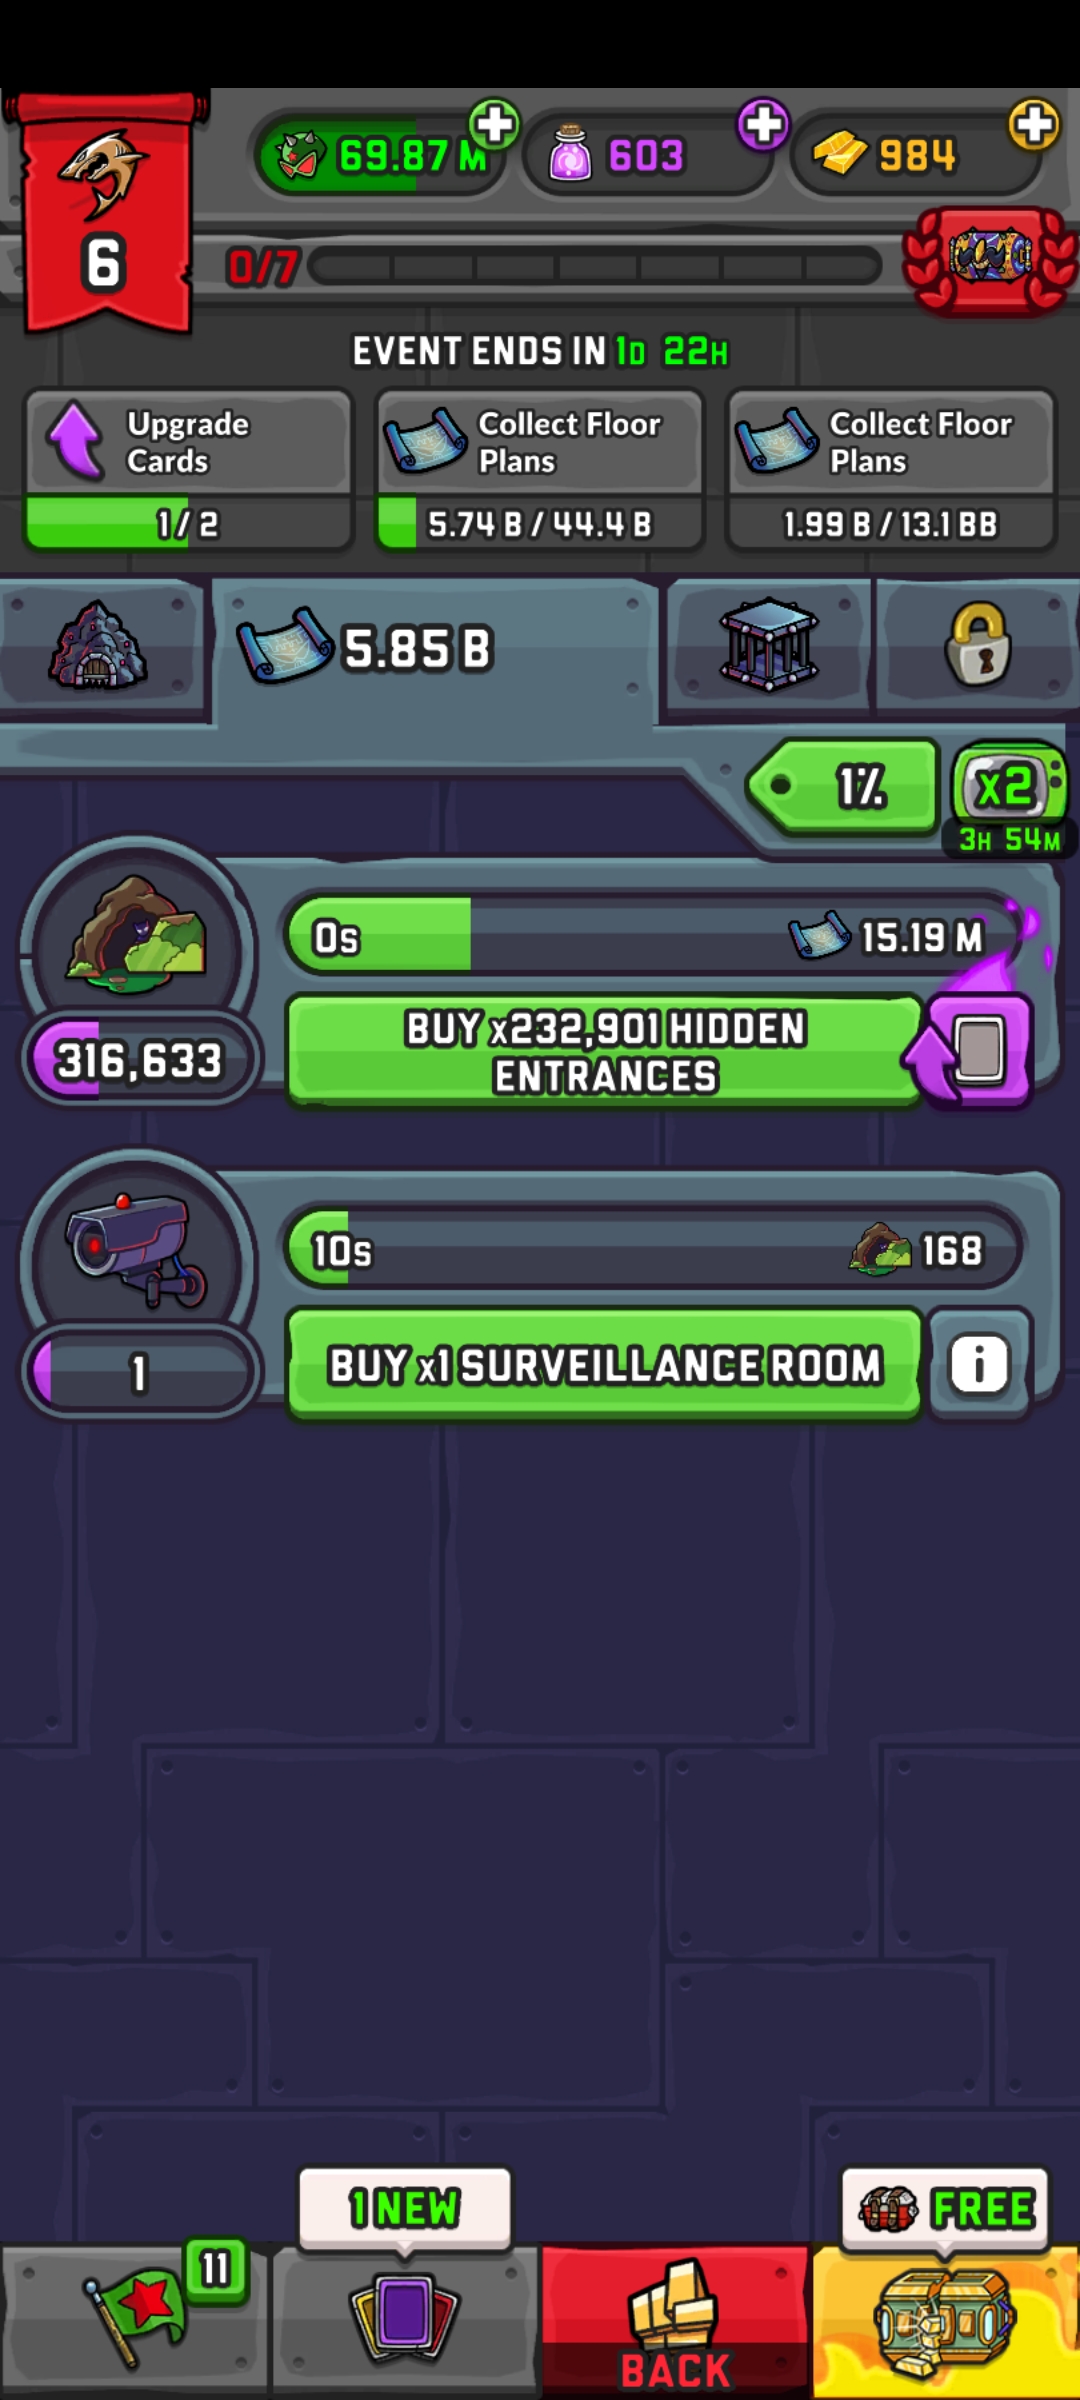 69.87 M
603
984
6
0/7
EVENT ENDS IN 1D 22H
Upgrade
Cards
1 / 2
Collect Floor
Plans
5.74 B / 44.4 B
Collect Floor
Plans
1.99 B / 13.1 BB
5.85 B
1%
x2
3H 54M
0s
15.19 M
316,633
BUY x232,901 HIDDEN
ENTRANCES
10s
168
1
BUY x1 SURVEILLANCE ROOM
i
11
1 NEW
BACK
FREE